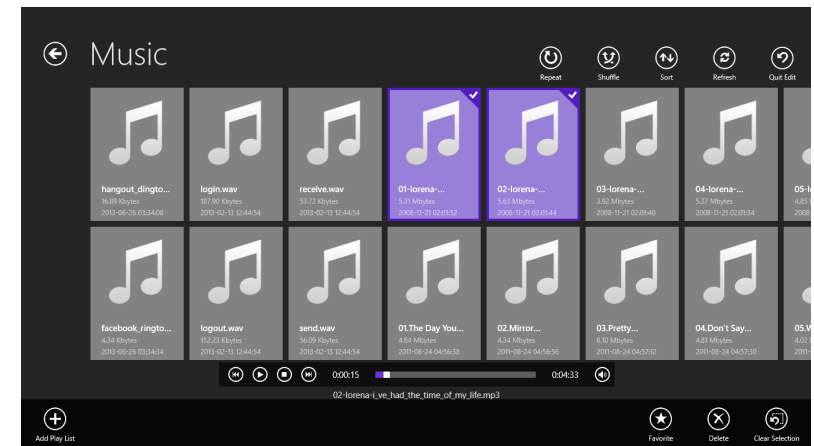 Music
Repeat
Shuffle
Sort
Refresh
Quit Edit
hangout_dingto...
16.89 Kbytes
2013-06-26 03:34:08
login.wav
187.90 Kbytes
2013-02-13 12:44:54
receive.wav
53.72 Kbytes
2013-02-13 12:44:54
01-lorena-...
5.31 Mbytes
2008-11-21 02:01:52
02-lorena-...
5.63 Mbytes
2008-11-21 02:01:44
03-lorena-...
3.92 Mbytes
2008-11-21 02:01:40
04-lorena-...
5.37 Mbytes
2008-11-21 02:01:34
05-l
4.85
2008
facebook_ringto...
4.34 Kbytes
2013-06-26 03:34:34
logout.wav
152.23 Kbytes
2013-02-13 12:44:54
send.wav
56.09 Kbytes
2013-02-13 12:44:54
01.The Day You...
4.84 Mbytes
2011-08-24 04:56:38
02.Mirror...
4.34 Mbytes
2011-08-24 04:56:56
03.Pretty...
6.10 Mbytes
2011-08-24 04:57:12
04.Don't Say...
4.81 Mbytes
2011-08-24 04:57:30
05.W
4.02
2011-
0:00:15
0:04:33
02-lorena-i_ve_had_the_time_of_my_life.mp3
Add Play List
Favorite
Delete
Clear Selection